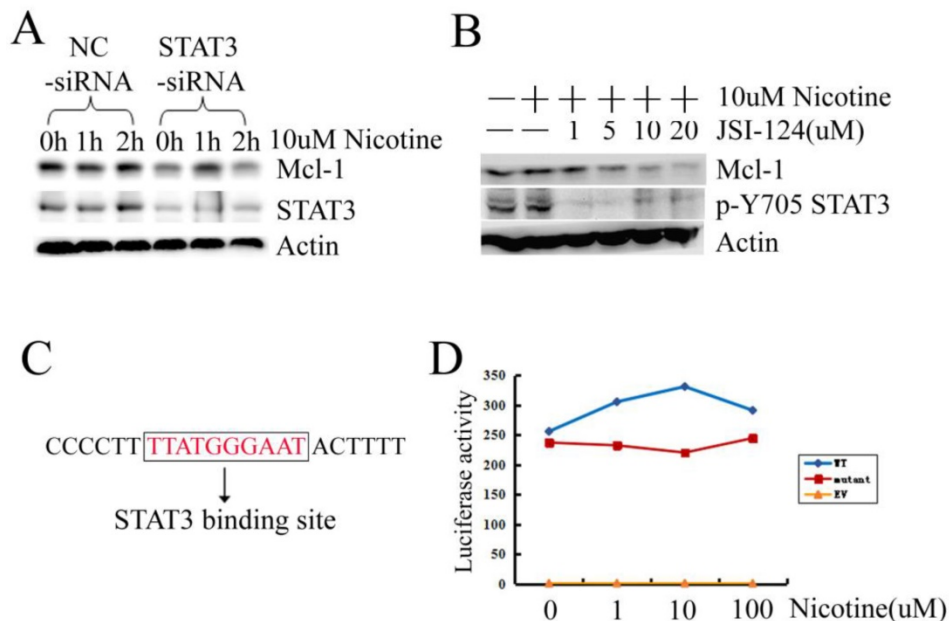 A
NC STAT3
-siRNA -siRNA
0h 1h 2h 0h 1h 2h 10uM Nicotine
Mcl-1
STAT3
Actin
B
— + + + + + 10uM Nicotine
— — 1 5 10 20 JSI-124(uM)
Mcl-1
p-Y705 STAT3
Actin
C
CCCCTT TTATGGGAAT ACTTTT
STAT3 binding site
D
Luciferase activity
350
300
250
200
150
100
50
0
0 1 10 100 Nicotine(uM)
WT
mutant
EV